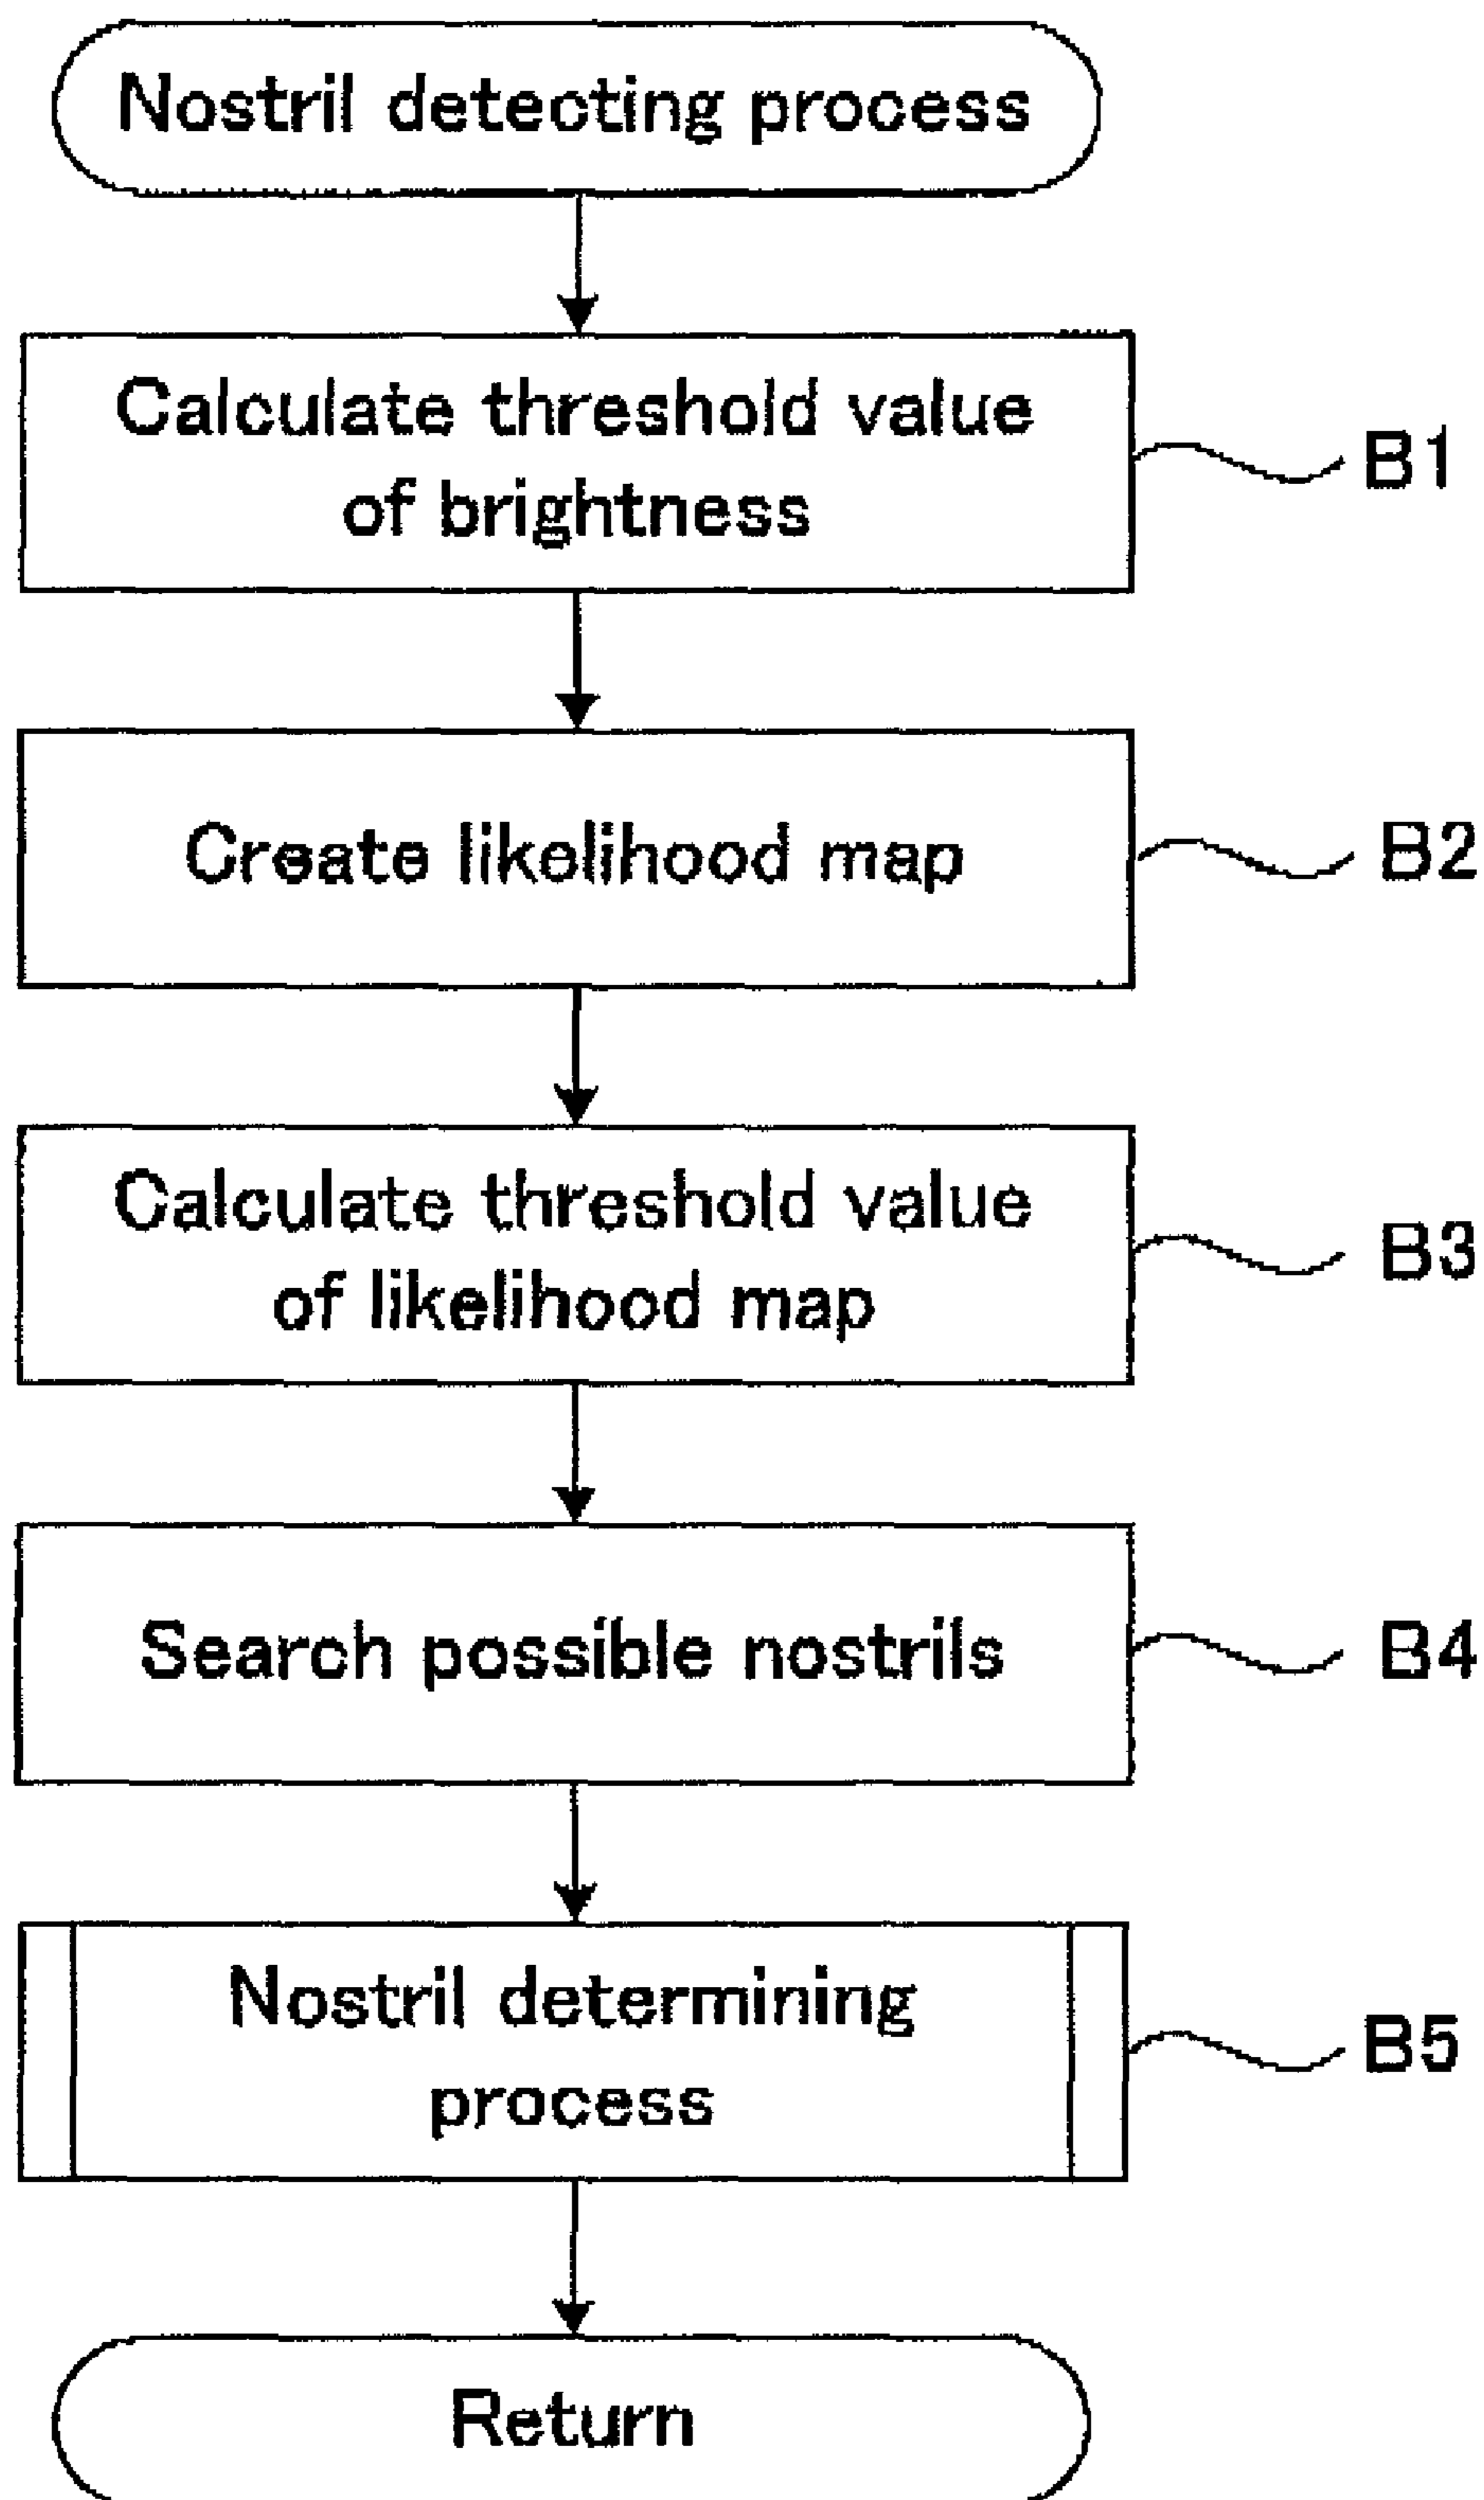 Nostril detecting process
Calculate threshold value
of brightness
B1
Create likelihood map
B2
Calculate threshold value
of likelihood map
B3
Search possible nostrils
B4
Nostril determining
process
B5
Return